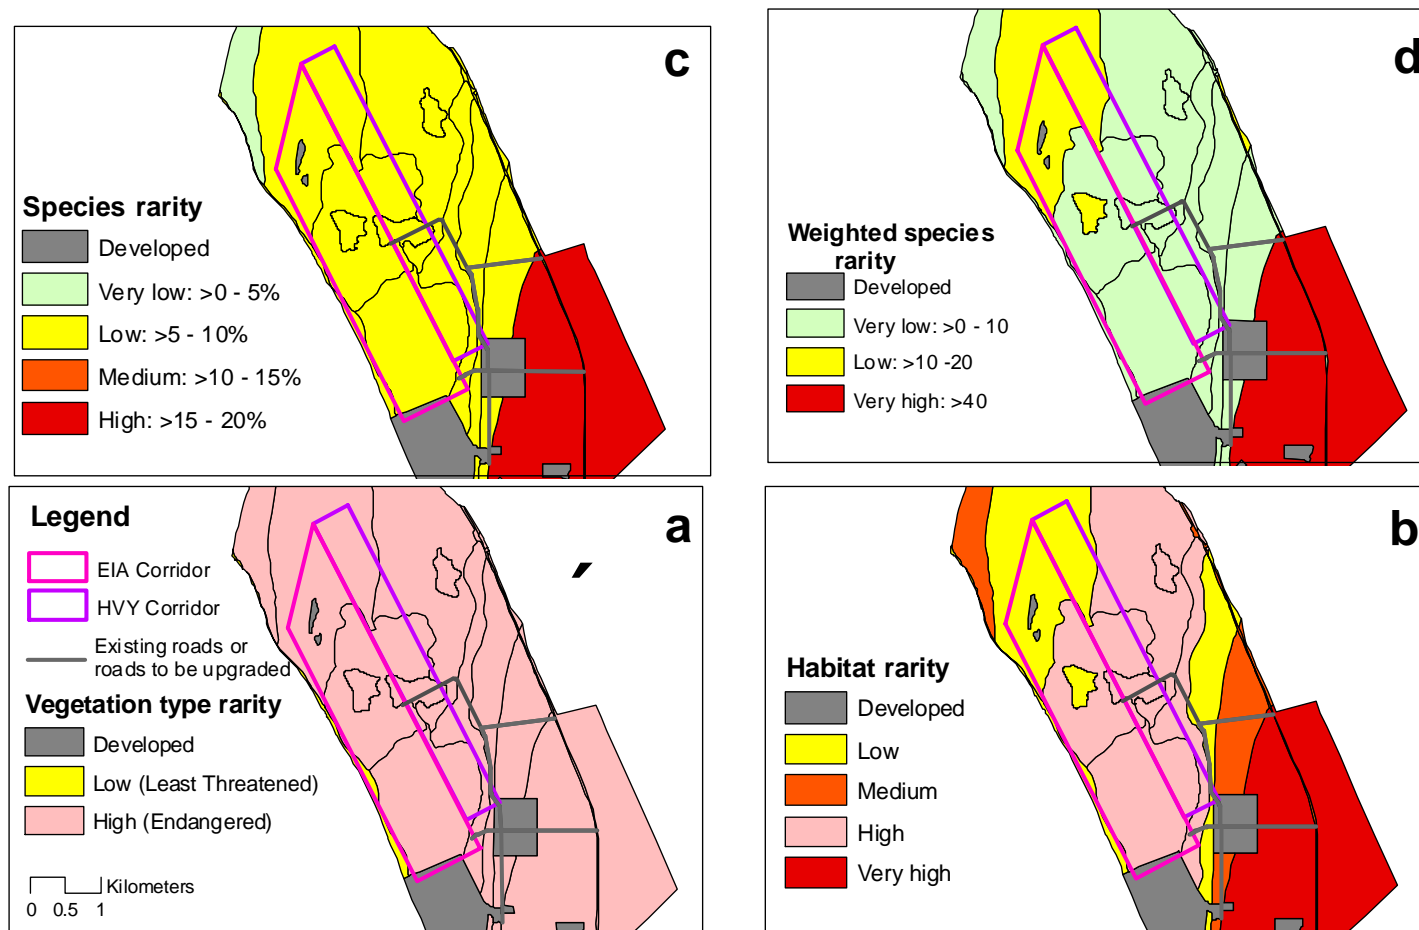 c
Species rarity
Developed
Very low: >0 - 5%
Low: >5 - 10%
Medium: >10 - 15%
High: >15 - 20%
d
Weighted species
rarity
Developed
Very low: >0 - 10
Low: >10 -20
Very high: >40
a
Legend
EIA Corridor
HVY Corridor
Existing roads or
roads to be upgraded
Vegetation type rarity
Developed
Low (Least Threatened)
High (Endangered)
Kilometers
0 0.5 1
b
Habitat rarity
Developed
Low
Medium
High
Very high